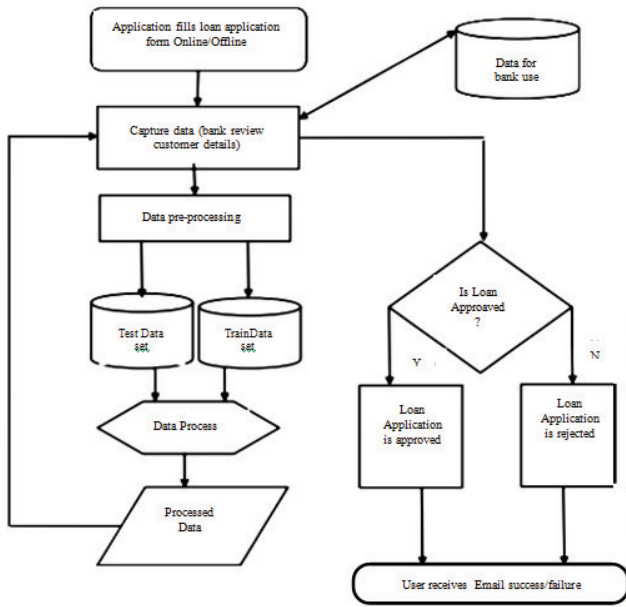 Application fills loan application
form Online/Offline
Data for
bank use
Capture data (bank review
customer details)
Data pre-processing
Is Loan
Approaved
?
Test Data
set
TrainData
set
Y
N
Data Process
Loan
Application
is approved
Loan
Application
is rejected
Processed
Data
User receives Email success/failure